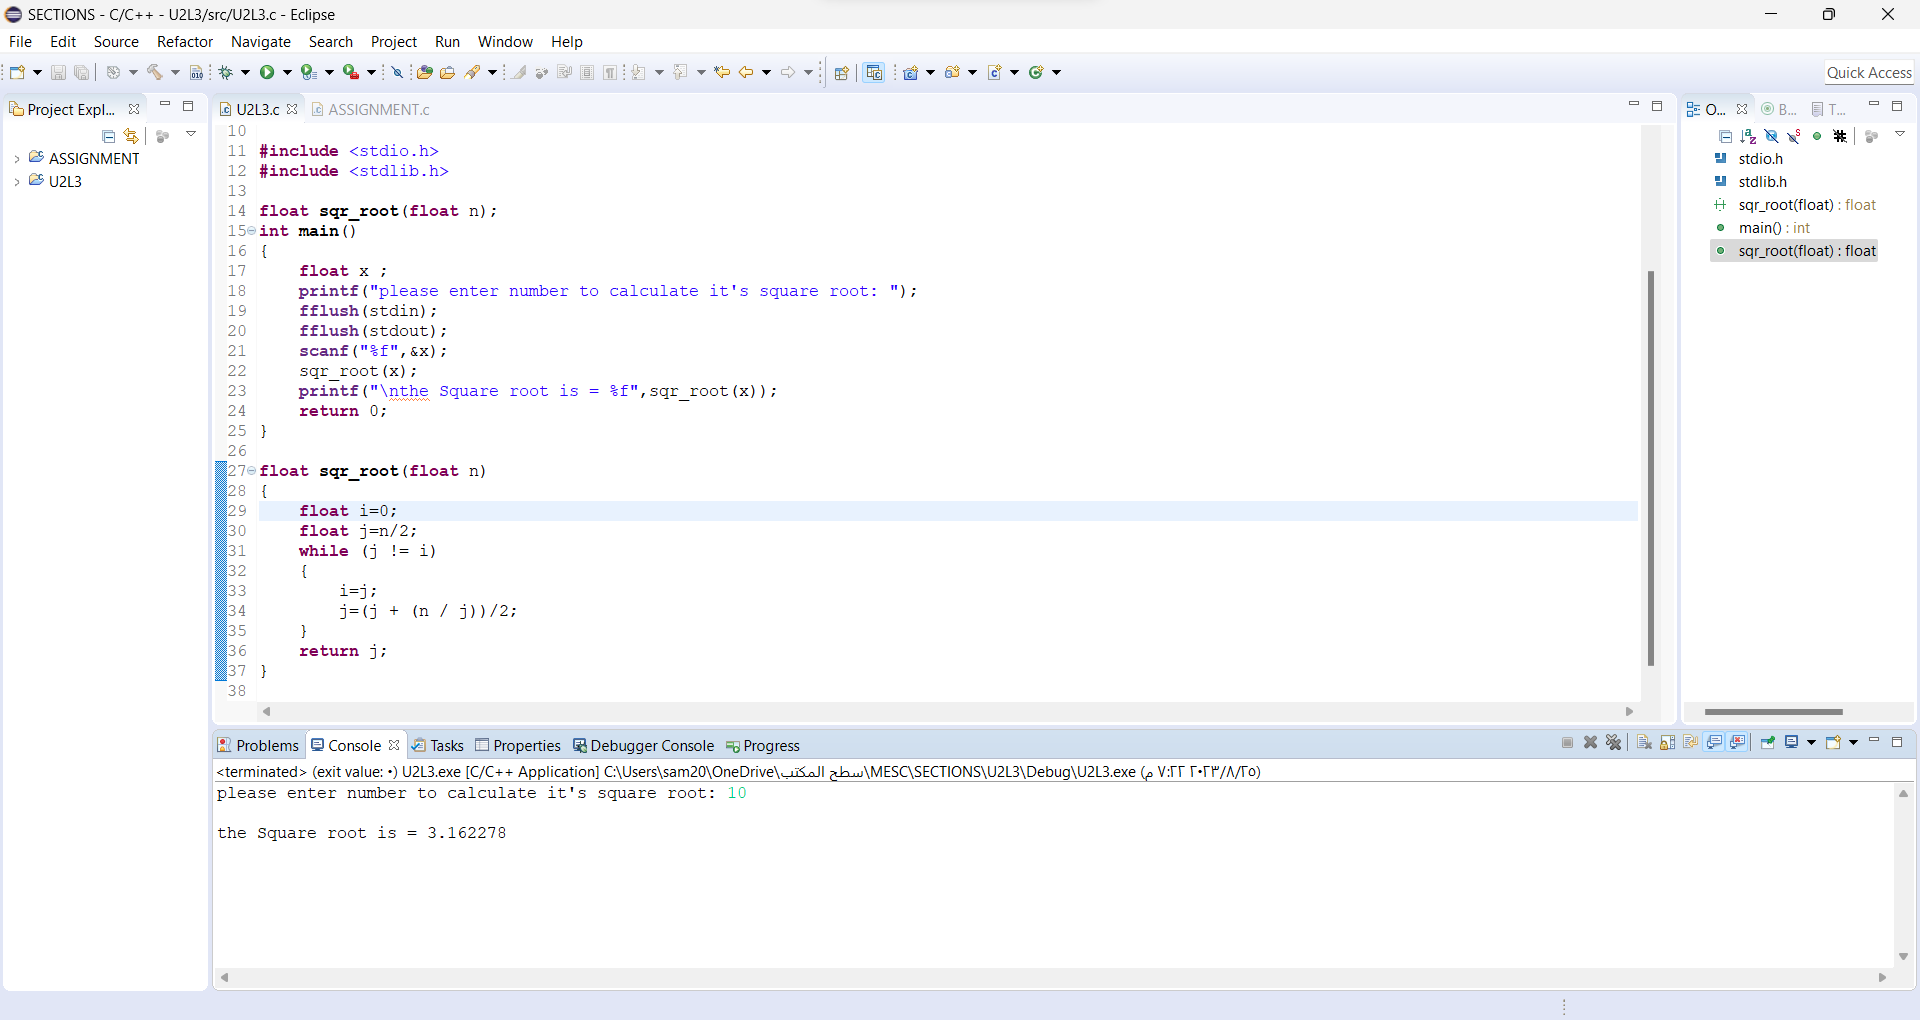 SECTIONS - C/C++ - U2L3/src/U2L3.c - Eclipse
File Edit Source Refactor Navigate Search Project Run Window Help
Quick Access
Project Expl...
ASSIGNMENT
U2L3
U2L3.c ASSIGNMENT.c
10
11 #include <stdio.h>
12 #include <stdlib.h>
13
14 float sqr_root(float n);
15 int main()
16 {
17 float x ;
18 printf("please enter number to calculate it's square root: ");
19 fflush(stdin);
20 fflush(stdout);
21 scanf("%f",&x);
22 sqr_root(x);
23 printf("\nthe Square root is = %f",sqr_root(x));
24 return 0;
25 }
26
27 float sqr_root(float n)
28 {
29 float i=0;
30 float j=n/2;
31 while (j != i)
32 {
33 i=j;
34 j=(j + (n / j))/2;
35 }
36 return j;
37 }
38
O... B... T...
stdio.h
stdlib.h
sqr_root(float) : float
main() : int
sqr_root(float) : float
Problems Console Tasks Properties Debugger Console Progress
<terminated> (exit value: ٠) U2L3.exe [C/C++ Application] C:\Users\sam20\OneDrive\سطح المكتب\MESC\SECTIONS\U2L3\Debug\U2L3.exe (٢٠٢٣/٨/٢٥ ٧:٢٢ م)
please enter number to calculate it's square root: 10
the Square root is = 3.162278